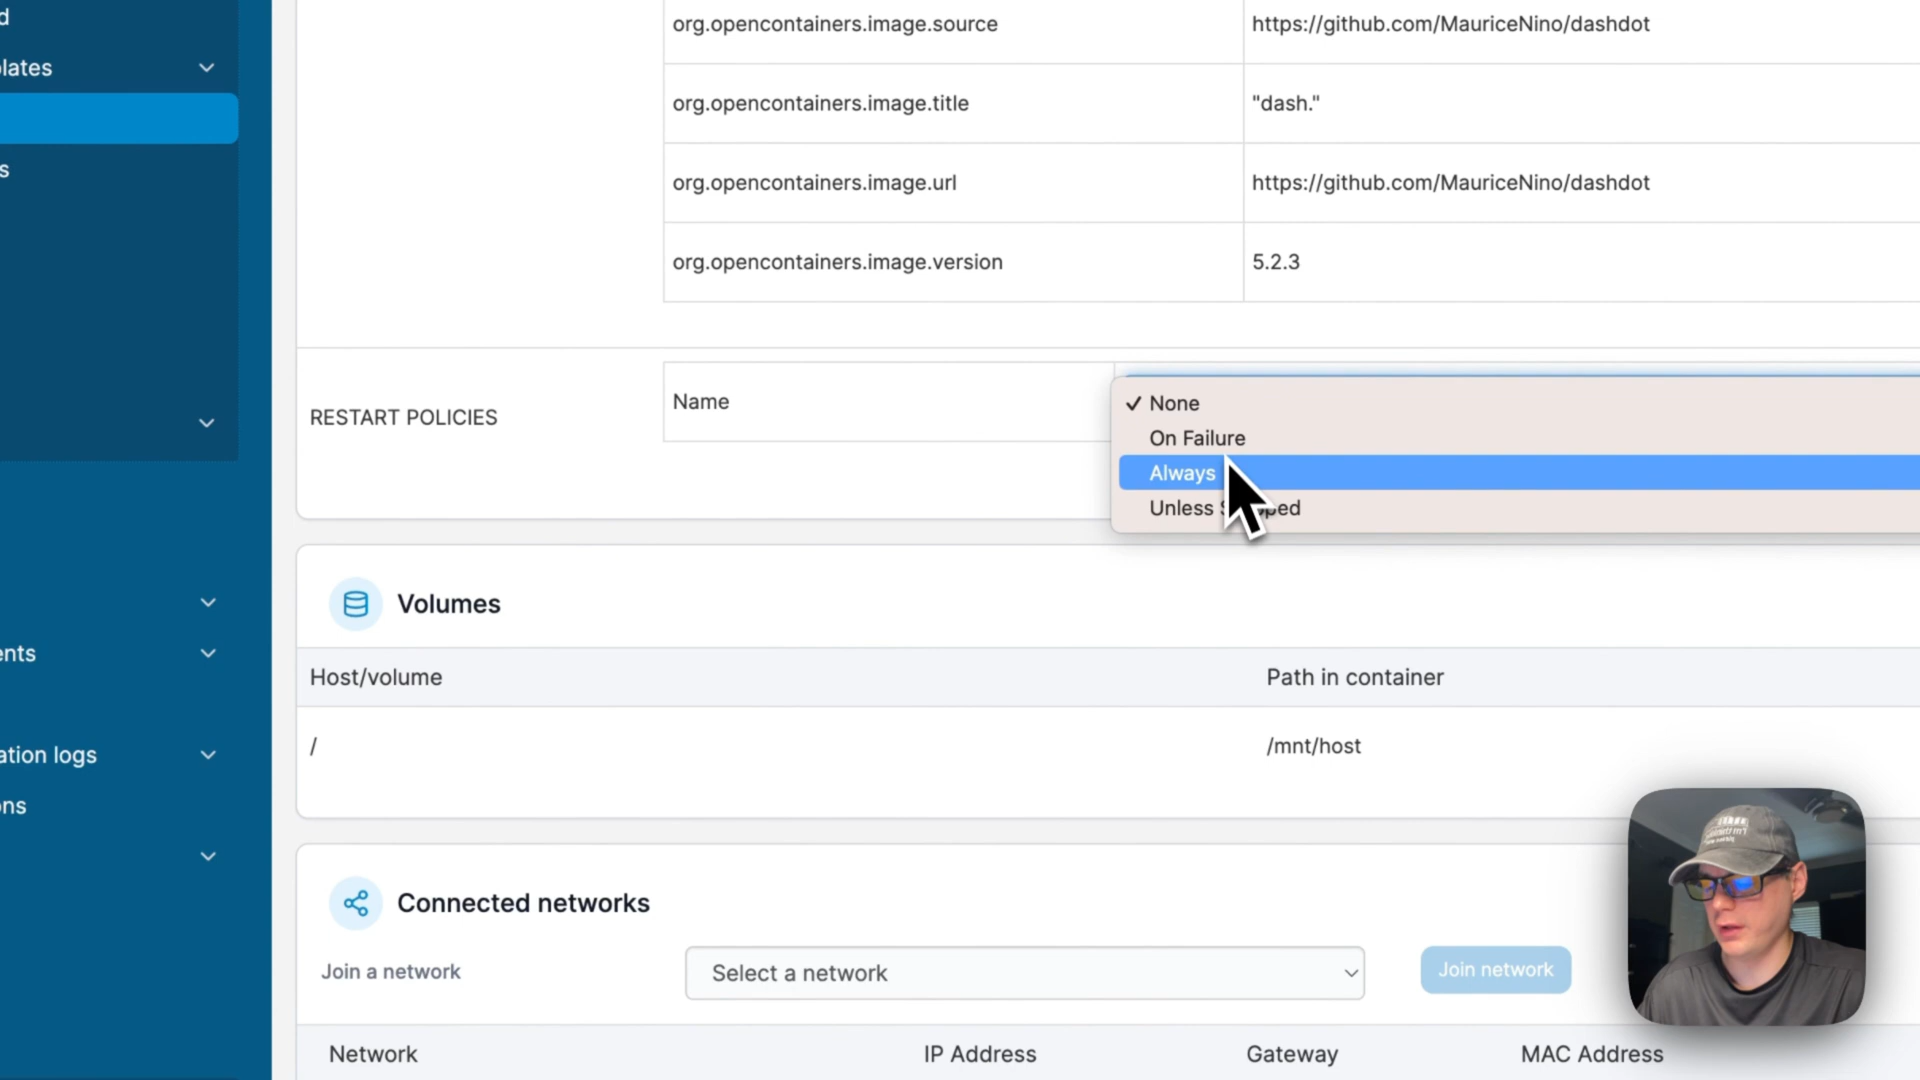 d
org.opencontainers.image.source https://github.com/MauriceNino/dashdot
lates
org.opencontainers.image.title "dash."
s
org.opencontainers.image.url https://github.com/MauriceNino/dashdot
org.opencontainers.image.version 5.2.3
RESTART POLICIES
Name
None
On Failure
Always
Unless
Volumes
ents
Host/volume Path in container
/ /mnt/host
ation logs
ons
Connected networks
Join a network Select a network Join network
Network IP Address Gateway MAC Address